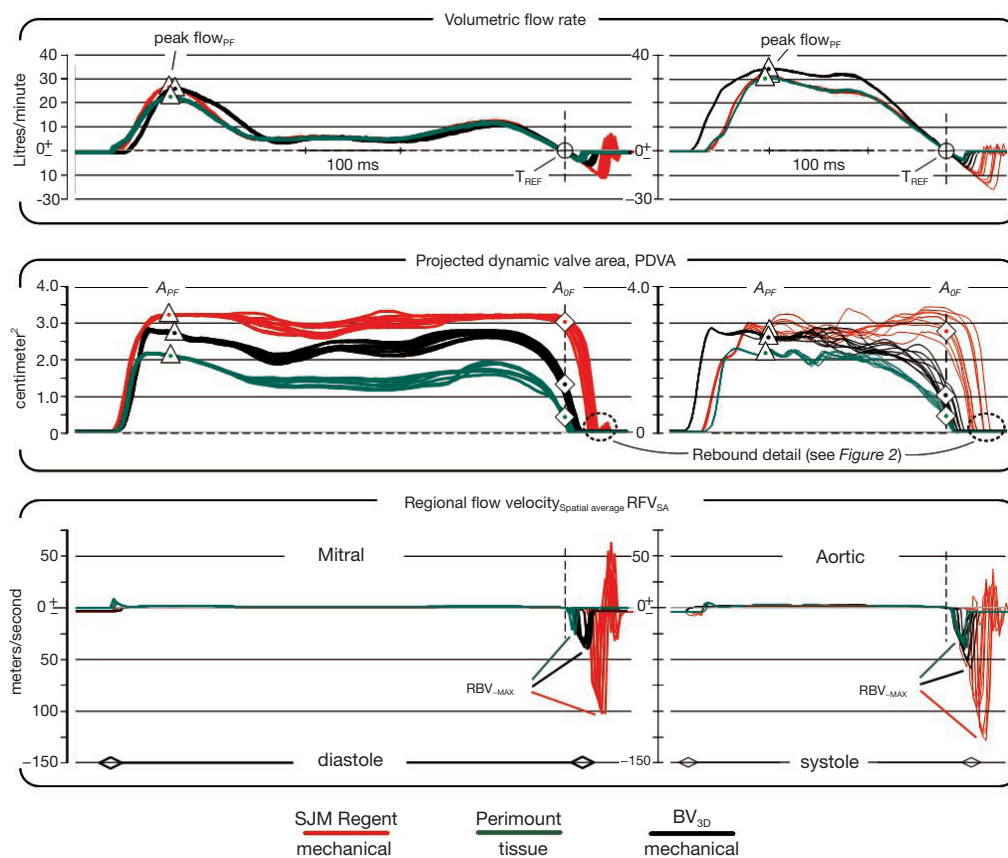 Volumetric flow rate
peak flowPF
peak flowPF
Litres/minute
40
30
20
10
0
+
–
10
-30
100 ms
TREF
40
0
+
–
–30
100 ms
TREF
Projected dynamic valve area, PDVA
centimeter²
4.0
3.0
2.0
1.0
0
APF
A0F
4.0
0
APF
A0F
Rebound detail (see Figure 2)
Regional flow velocitySpatial average RFVSA
meters/second
50
0
+
–
50
100
–150
Mitral
RBV–MAX
diastole
50
0
+
–
50
100
–150
Aortic
RBV–MAX
systole
SJM Regent
mechanical
Perimount
tissue
BV3D
mechanical